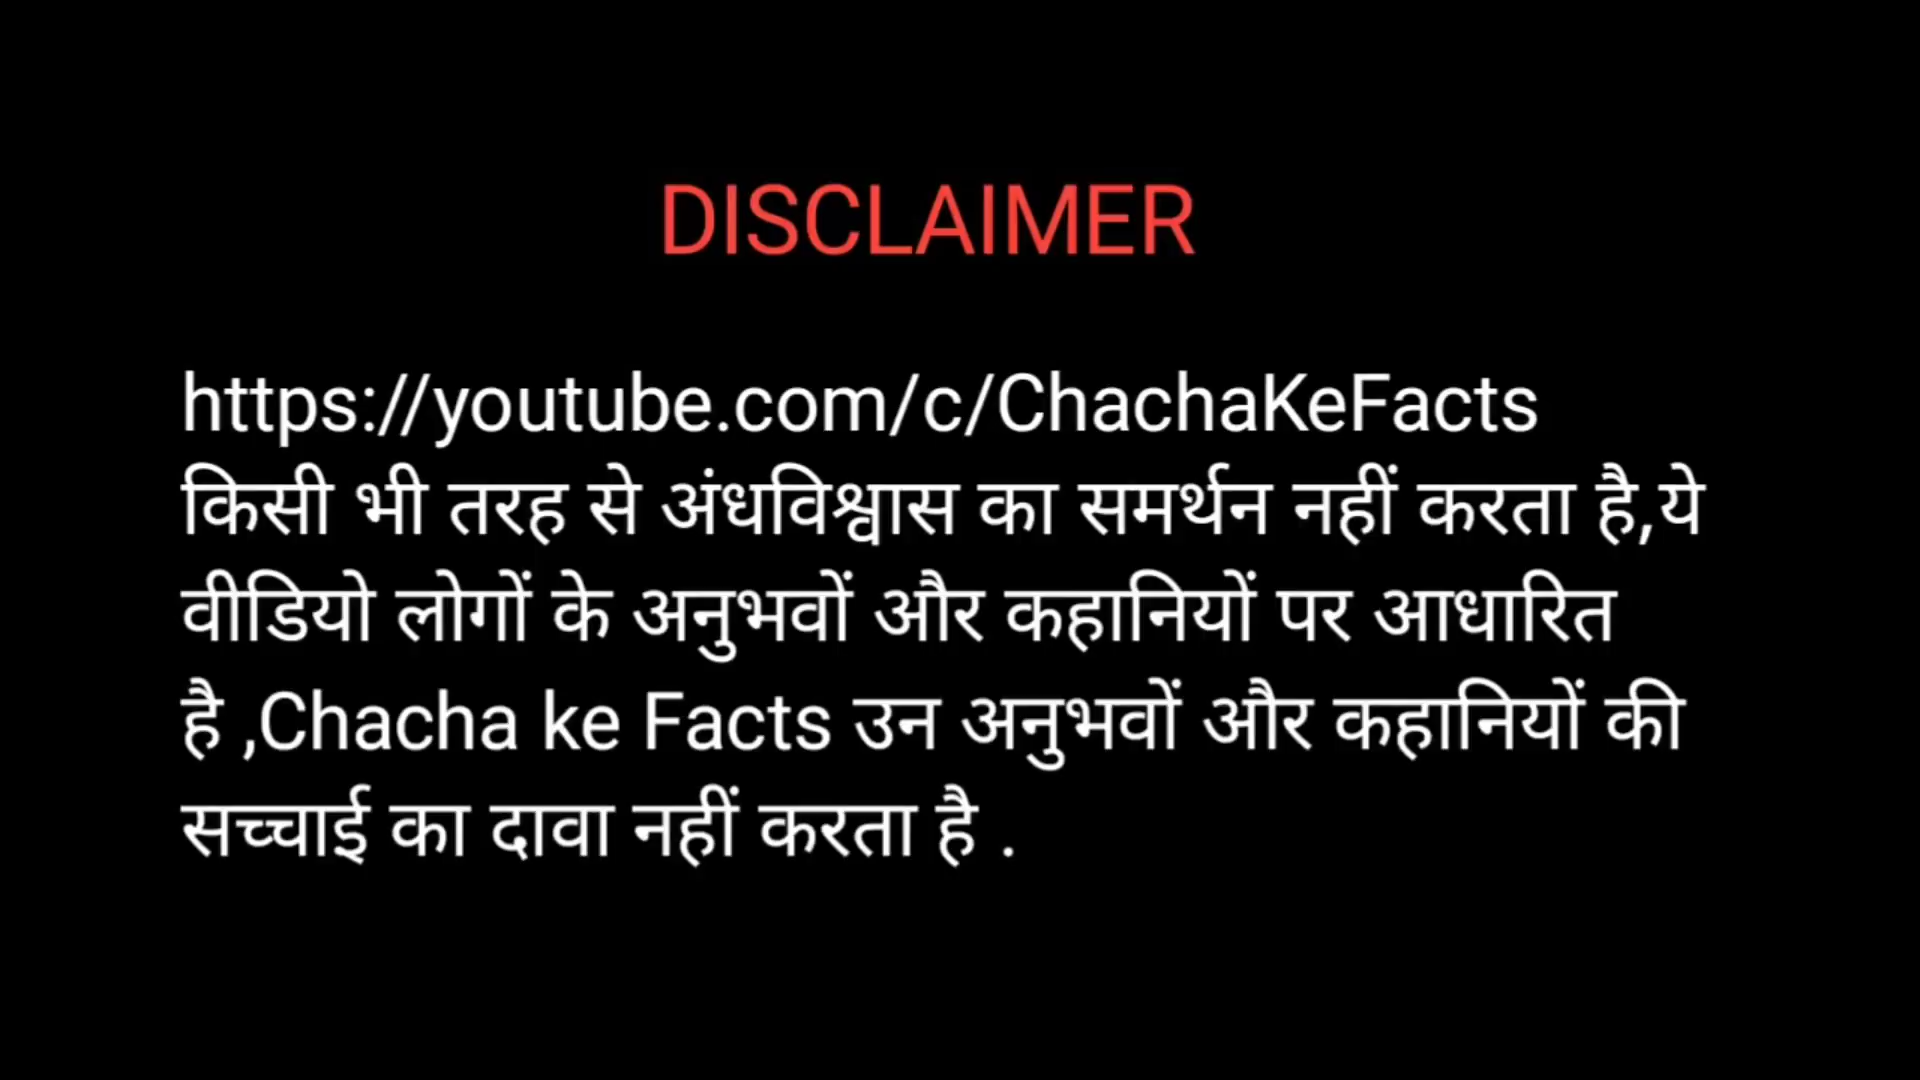 DISCLAIMER
https://youtube.com/c/ChachaKeFacts
किसी भी तरह से अंधविश्वास का समर्थन नहीं करता है,ये
वीडियो लोगों के अनुभवों और कहानियों पर आधारित
है ,Chacha ke Facts उन अनुभवों और कहानियों की
सच्चाई का दावा नहीं करता है .